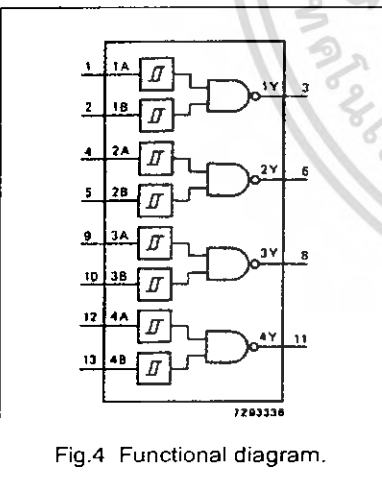 1 1A
1Y 3
2 1B
4 2A
2Y 6
5 2B
9 3A
3Y 8
10 3B
12 4A
4Y 11
13 4B
7Z93336
Fig.4 Functional diagram.